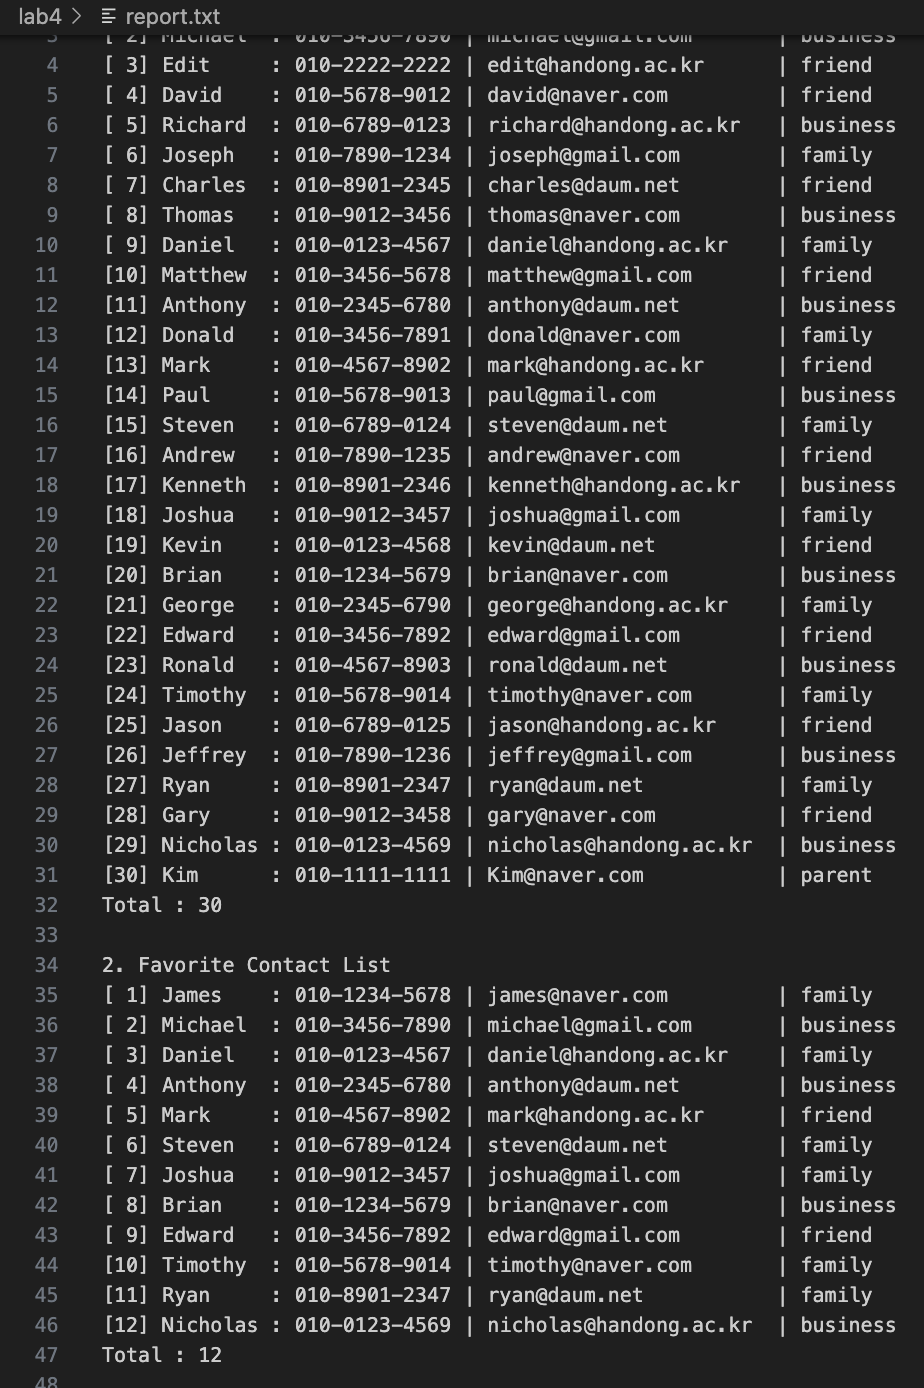 lab4 > report.txt
3 [ 2] Michael : 010-3456-7890 | michael@gmail.com | business
4 [ 3] Edit : 010-2222-2222 | edit@handong.ac.kr | friend
5 [ 4] David : 010-5678-9012 | david@naver.com | friend
6 [ 5] Richard : 010-6789-0123 | richard@handong.ac.kr | business
7 [ 6] Joseph : 010-7890-1234 | joseph@gmail.com | family
8 [ 7] Charles : 010-8901-2345 | charles@daum.net | friend
9 [ 8] Thomas : 010-9012-3456 | thomas@naver.com | business
10 [ 9] Daniel : 010-0123-4567 | daniel@handong.ac.kr | family
11 [10] Matthew : 010-3456-5678 | matthew@gmail.com | friend
12 [11] Anthony : 010-2345-6780 | anthony@daum.net | business
13 [12] Donald : 010-3456-7891 | donald@naver.com | family
14 [13] Mark : 010-4567-8902 | mark@handong.ac.kr | friend
15 [14] Paul : 010-5678-9013 | paul@gmail.com | business
16 [15] Steven : 010-6789-0124 | steven@daum.net | family
17 [16] Andrew : 010-7890-1235 | andrew@naver.com | friend
18 [17] Kenneth : 010-8901-2346 | kenneth@handong.ac.kr | business
19 [18] Joshua : 010-9012-3457 | joshua@gmail.com | family
20 [19] Kevin : 010-0123-4568 | kevin@daum.net | friend
21 [20] Brian : 010-1234-5679 | brian@naver.com | business
22 [21] George : 010-2345-6790 | george@handong.ac.kr | family
23 [22] Edward : 010-3456-7892 | edward@gmail.com | friend
24 [23] Ronald : 010-4567-8903 | ronald@daum.net | business
25 [24] Timothy : 010-5678-9014 | timothy@naver.com | family
26 [25] Jason : 010-6789-0125 | jason@handong.ac.kr | friend
27 [26] Jeffrey : 010-7890-1236 | jeffrey@gmail.com | business
28 [27] Ryan : 010-8901-2347 | ryan@daum.net | family
29 [28] Gary : 010-9012-3458 | gary@naver.com | friend
30 [29] Nicholas : 010-0123-4569 | nicholas@handong.ac.kr | business
31 [30] Kim : 010-1111-1111 | Kim@naver.com | parent
32 Total : 30
33
34 2. Favorite Contact List
35 [ 1] James : 010-1234-5678 | james@naver.com | family
36 [ 2] Michael : 010-3456-7890 | michael@gmail.com | business
37 [ 3] Daniel : 010-0123-4567 | daniel@handong.ac.kr | family
38 [ 4] Anthony : 010-2345-6780 | anthony@daum.net | business
39 [ 5] Mark : 010-4567-8902 | mark@handong.ac.kr | friend
40 [ 6] Steven : 010-6789-0124 | steven@daum.net | family
41 [ 7] Joshua : 010-9012-3457 | joshua@gmail.com | family
42 [ 8] Brian : 010-1234-5679 | brian@naver.com | business
43 [ 9] Edward : 010-3456-7892 | edward@gmail.com | friend
44 [10] Timothy : 010-5678-9014 | timothy@naver.com | family
45 [11] Ryan : 010-8901-2347 | ryan@daum.net | family
46 [12] Nicholas : 010-0123-4569 | nicholas@handong.ac.kr | business
47 Total : 12
48